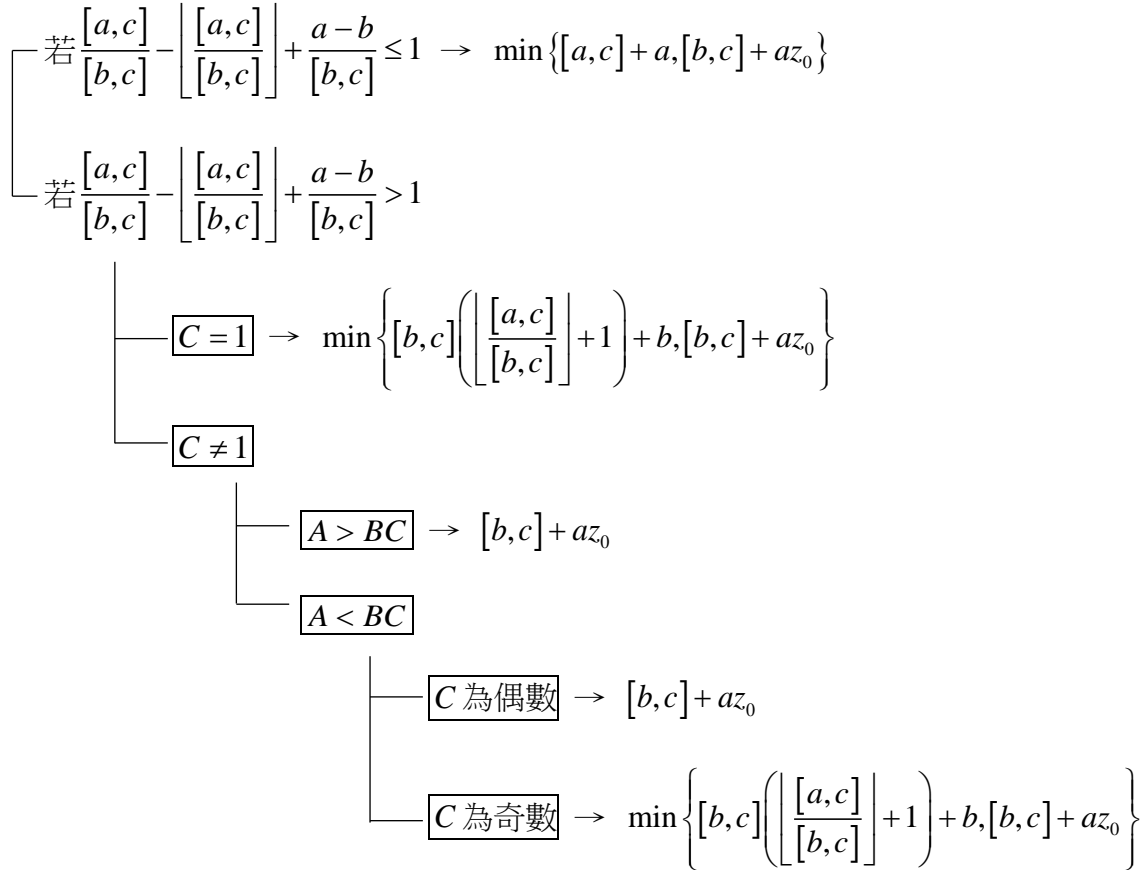 若 [a,c]/[b,c] − ⌊[a,c]/[b,c]⌋ + (a−b)/[b,c] ≤ 1 → min{[a,c]+a,[b,c]+az₀}
若 [a,c]/[b,c] − ⌊[a,c]/[b,c]⌋ + (a−b)/[b,c] > 1
C = 1 → min{[b,c](⌊[a,c]/[b,c]⌋+1)+b,[b,c]+az₀}
C ≠ 1
A > BC → [b,c]+az₀
A < BC
C 為偶數 → [b,c]+az₀
C 為奇數 → min{[b,c](⌊[a,c]/[b,c]⌋+1)+b,[b,c]+az₀}